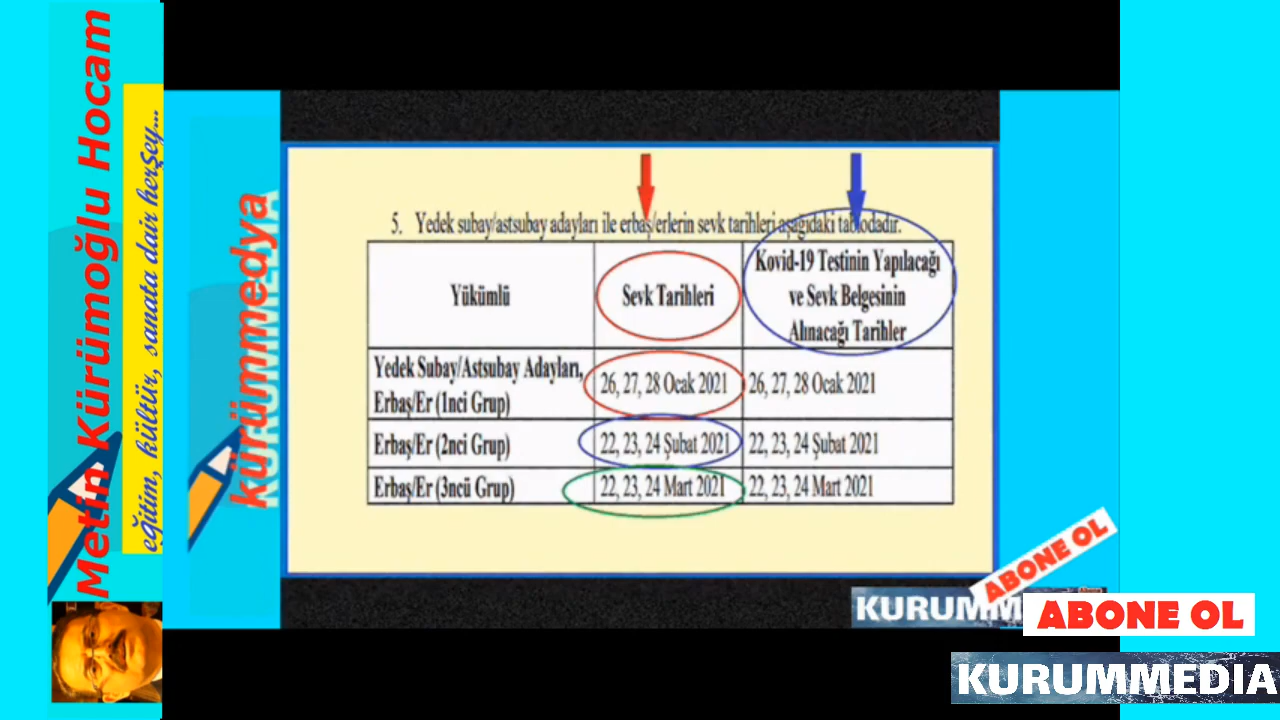 Metin Kürümoğlu Hocam
eğitim, kültür, sanata dair herşey...
kürümmedya
5. Yedek subay/astsubay adayları ile erbaş/erlerin sevk tarihleri aşağıdaki tablodadır.
Yükümlü
Sevk Tarihleri
Kovid-19 Testinin Yapılacağı
ve Sevk Belgesinin
Alınacağı Tarihler
Yedek Subay/Astsubay Adayları,
Erbaş/Er (1nci Grup)
26, 27, 28 Ocak 2021
26, 27, 28 Ocak 2021
Erbaş/Er (2nci Grup)
22, 23, 24 Şubat 2021
22, 23, 24 Şubat 2021
Erbaş/Er (3ncü Grup)
22, 23, 24 Mart 2021
22, 23, 24 Mart 2021
ABONE OL
KURUMM
ABONE OL
KURUMMEDIA